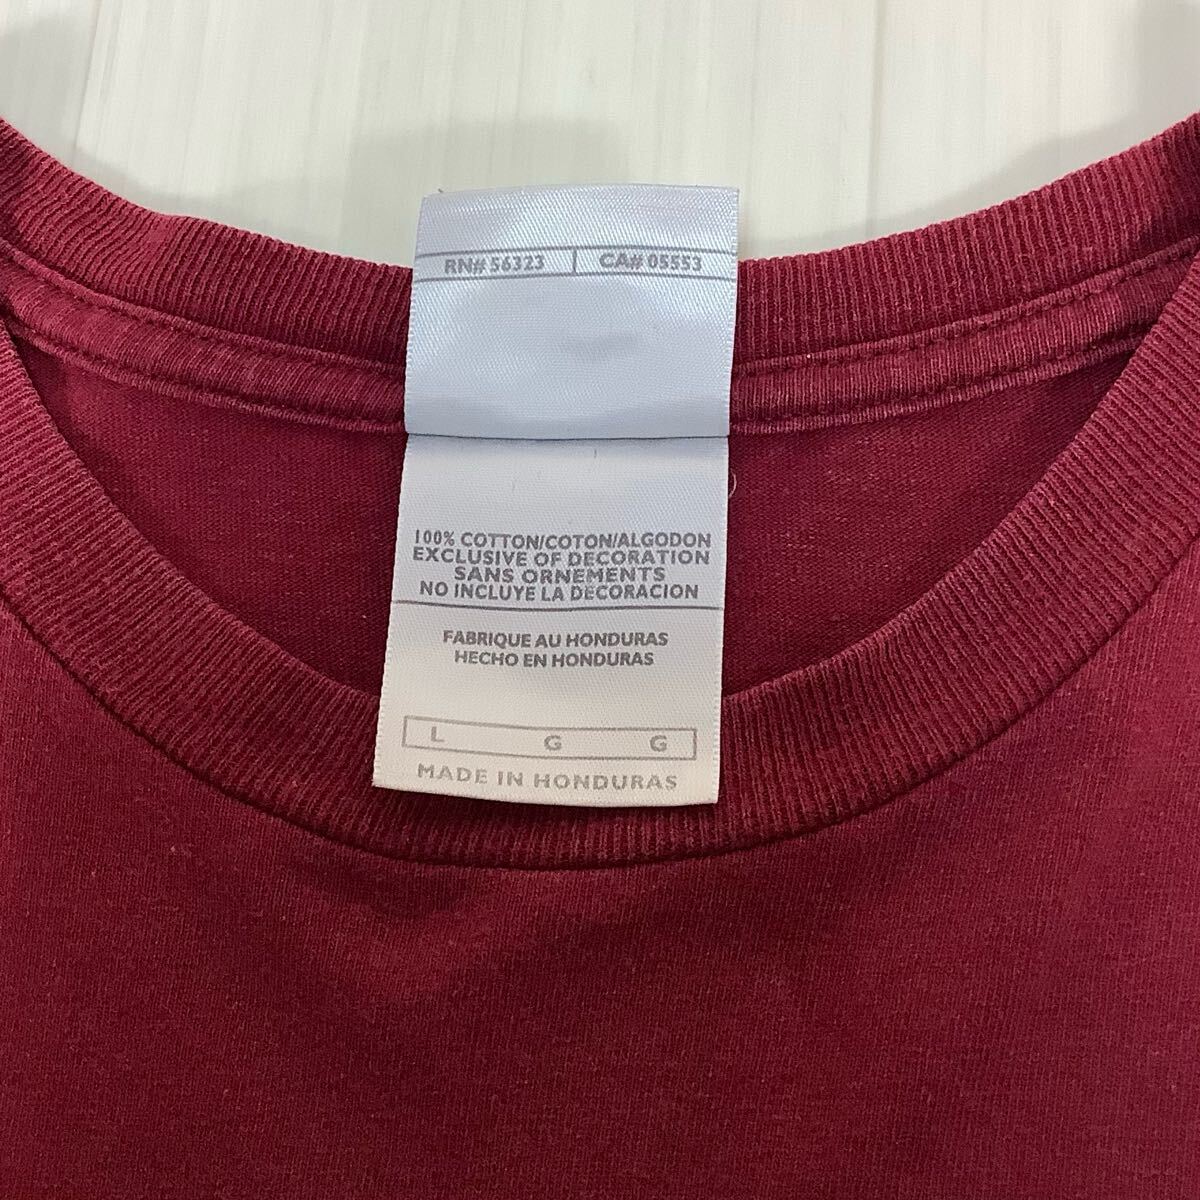 RN# 56323 CA# 05553
100% COTTON/COTON/ALGODON
EXCLUSIVE OF DECORATION
SANS ORNEMENTS
NO INCLUYE LA DECORACION
FABRIQUE AU HONDURAS
HECHO EN HONDURAS
L G G
MADE IN HONDURAS